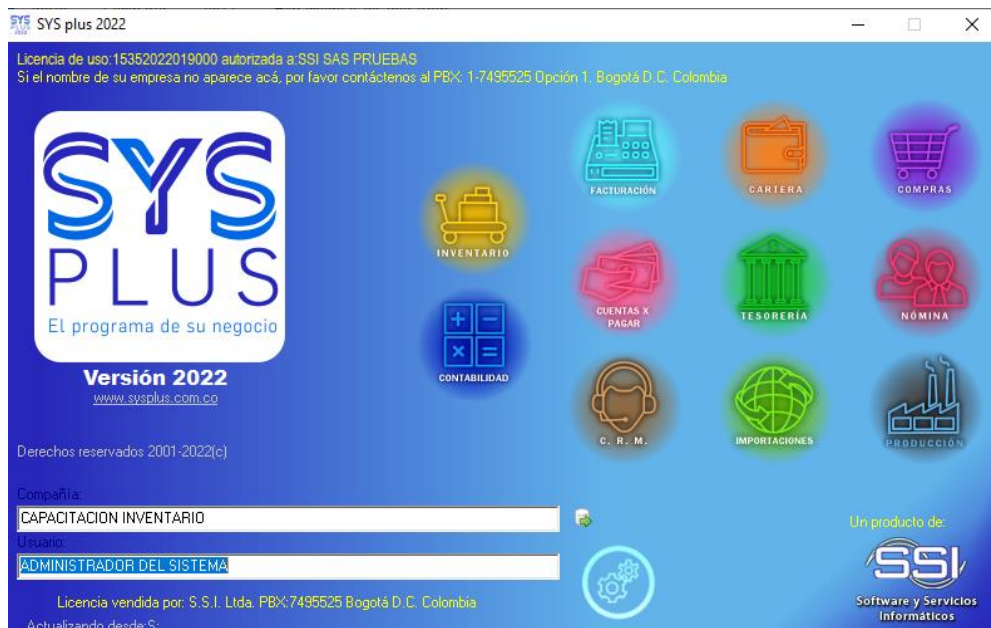 SYS plus 2022
Licencia de uso:15352022019000 autorizada a:SSI SAS PRUEBAS
Si el nombre de su empresa no aparece acá, por favor contáctenos al PBX: 1-7495525 Opción 1. Bogotá D.C. Colombia
SYS
PLUS
El programa de su negocio
Versión 2022
www.sysplus.com.co
Derechos reservados 2001-2022(c)
INVENTARIO
CONTABILIDAD
FACTURACIÓN
CARTERA
COMPRAS
CUENTAS X
PAGAR
TESORERÍA
NÓMINA
C. R. M.
IMPORTACIONES
PRODUCCIÓN
Compañía:
CAPACITACION INVENTARIO
Usuario:
ADMINISTRADOR DEL SISTEMA
Licencia vendida por: S.S.I. Ltda. PBX:7495525 Bogotá D.C. Colombia
Actualizando desde:S:
Un producto de:
SSI
Software y Servicios
Informáticos